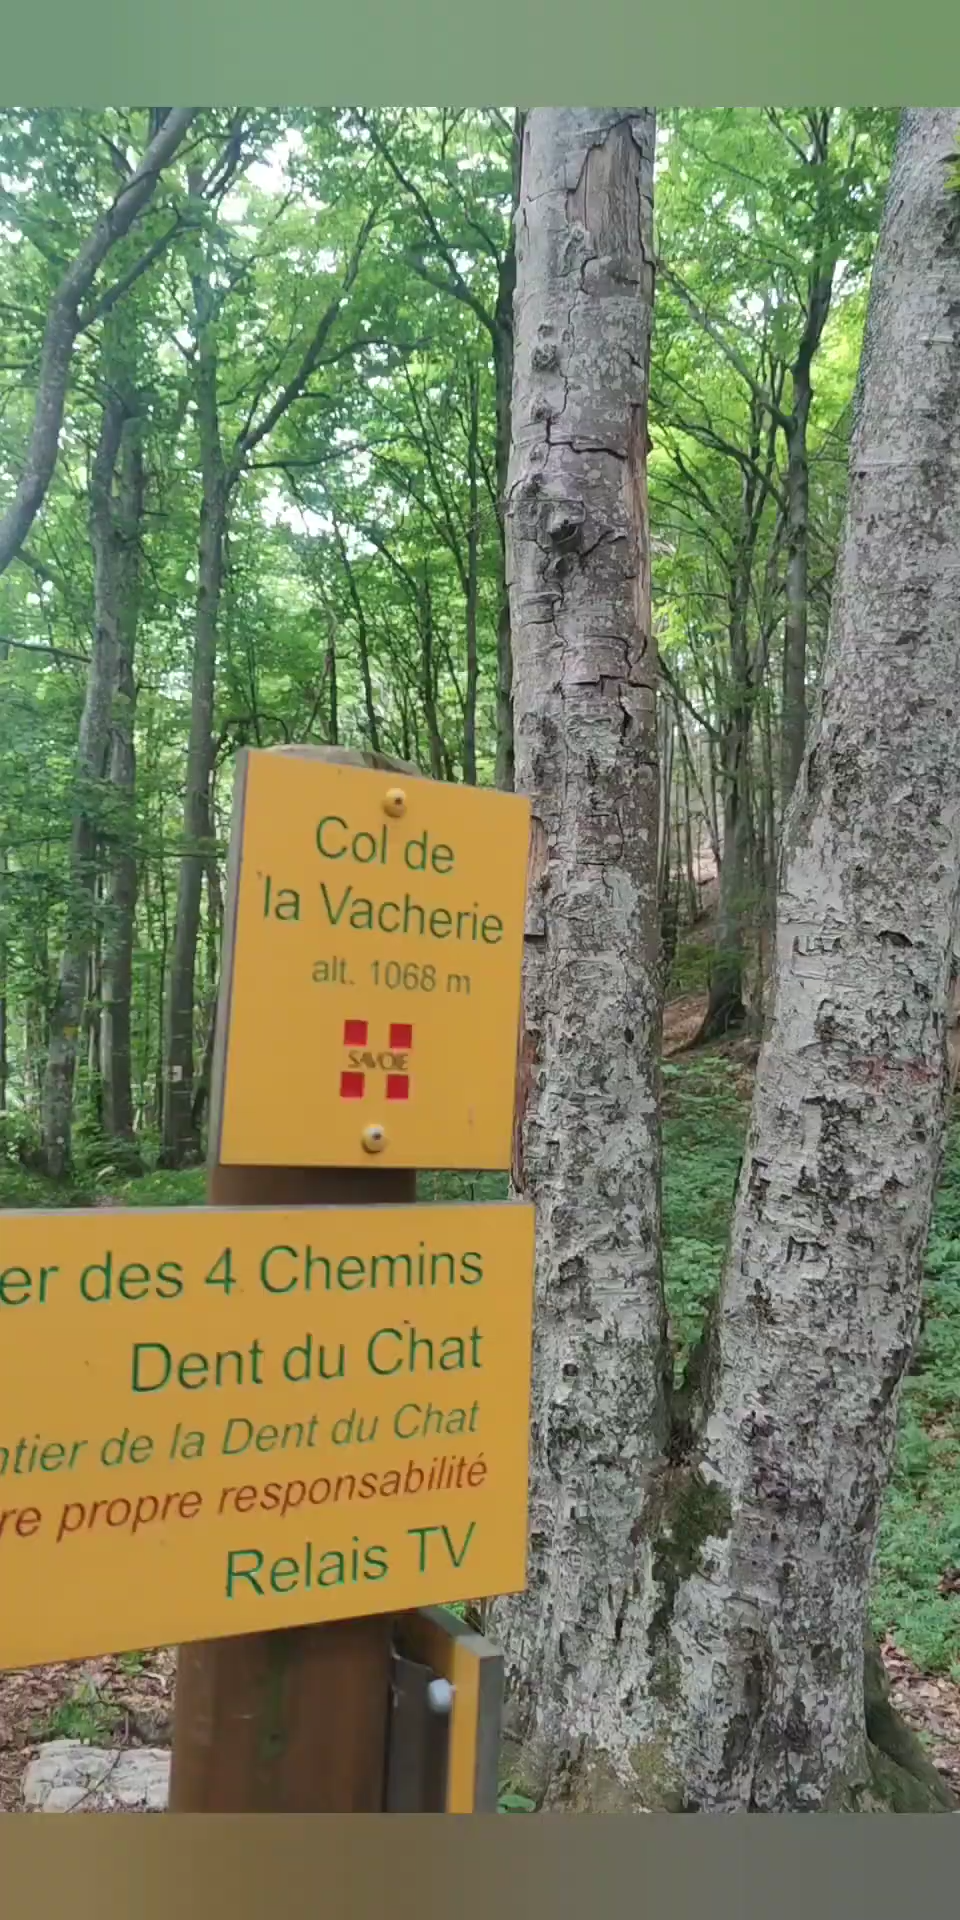 Col de
la Vacherie
alt. 1068 m
SAVOIE
er des 4 Chemins
Dent du Chat
ntier de la Dent du Chat
re propre responsabilité
Relais TV